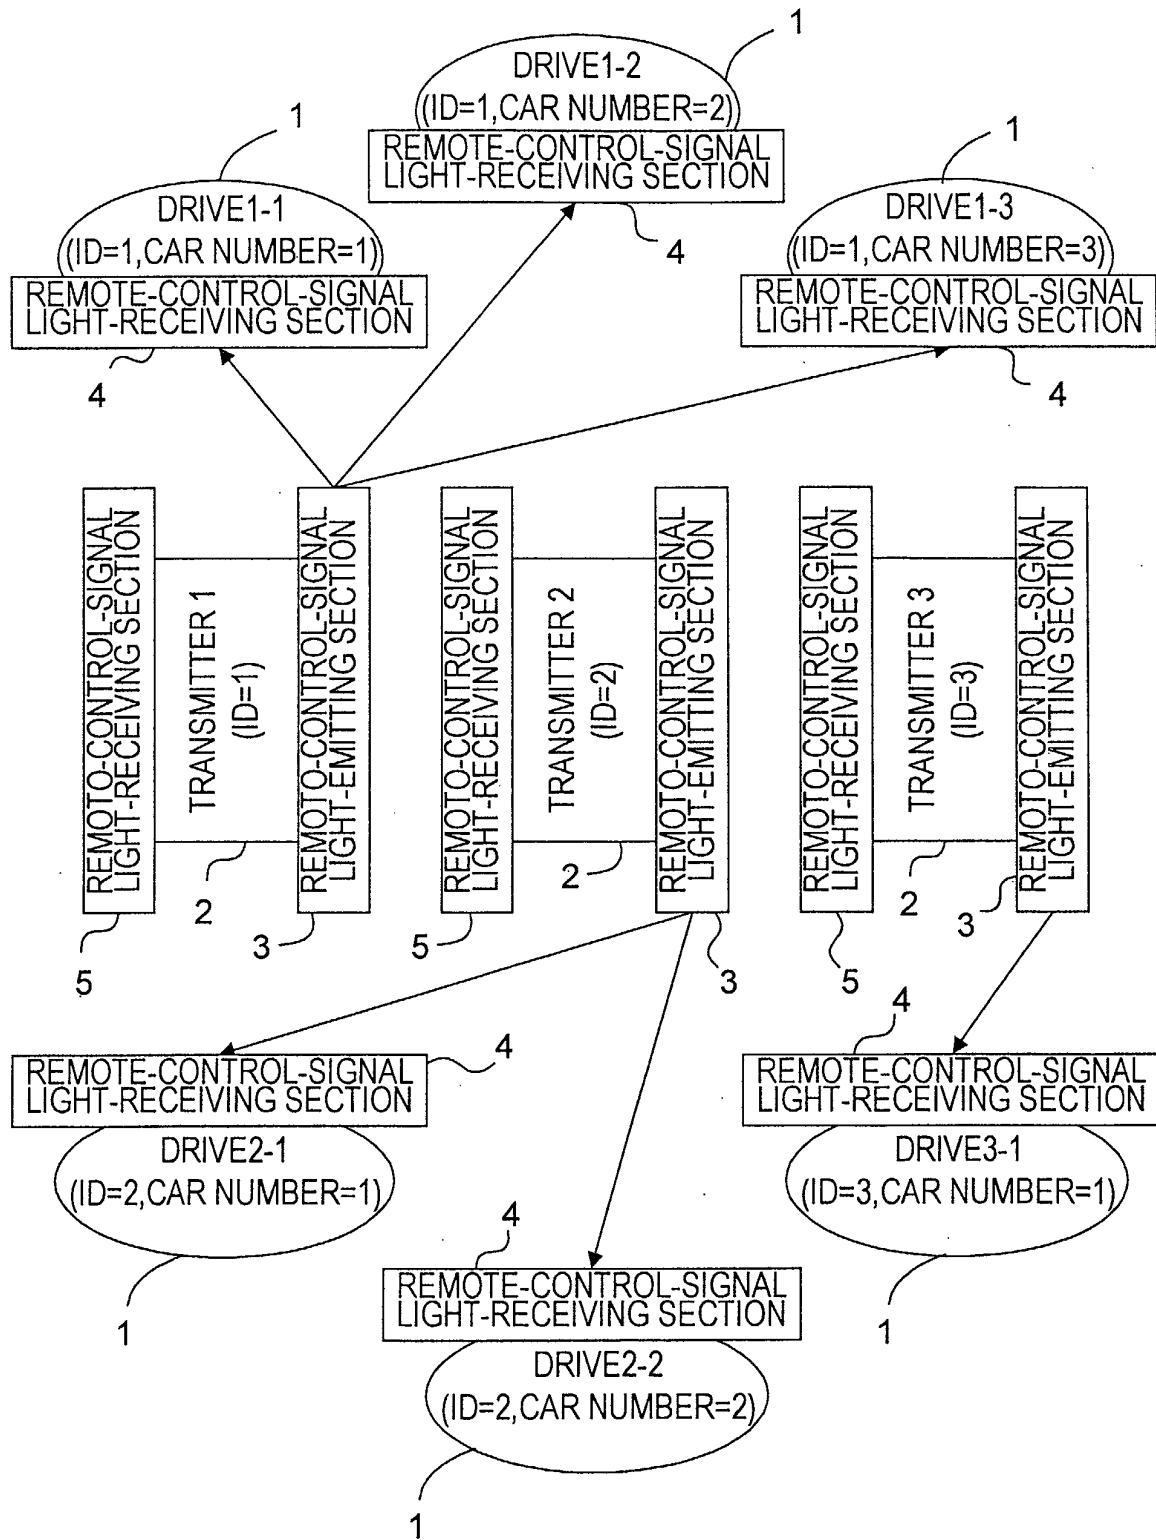 1
DRIVE1-2
(ID=1,CAR NUMBER=2)
REMOTE-CONTROL-SIGNAL
LIGHT-RECEIVING SECTION
4
1
DRIVE1-1
(ID=1,CAR NUMBER=1)
REMOTE-CONTROL-SIGNAL
LIGHT-RECEIVING SECTION
4
1
DRIVE1-3
(ID=1,CAR NUMBER=3)
REMOTE-CONTROL-SIGNAL
LIGHT-RECEIVING SECTION
4
REMOTO-CONTROL-SIGNAL
LIGHT-RECEIVING SECTION
5
TRANSMITTER 1
(ID=1)
2
REMOTO-CONTROL-SIGNAL
LIGHT-EMITTING SECTION
3
REMOTO-CONTROL-SIGNAL
LIGHT-RECEIVING SECTION
5
TRANSMITTER 2
(ID=2)
2
REMOTO-CONTROL-SIGNAL
LIGHT-EMITTING SECTION
3
REMOTO-CONTROL-SIGNAL
LIGHT-RECEIVING SECTION
5
TRANSMITTER 3
(ID=3)
2
REMOTO-CONTROL-SIGNAL
LIGHT-EMITTING SECTION
3
4
REMOTE-CONTROL-SIGNAL
LIGHT-RECEIVING SECTION
DRIVE2-1
(ID=2,CAR NUMBER=1)
1
4
REMOTE-CONTROL-SIGNAL
LIGHT-RECEIVING SECTION
DRIVE2-2
(ID=2,CAR NUMBER=2)
1
4
REMOTE-CONTROL-SIGNAL
LIGHT-RECEIVING SECTION
DRIVE3-1
(ID=3,CAR NUMBER=1)
1